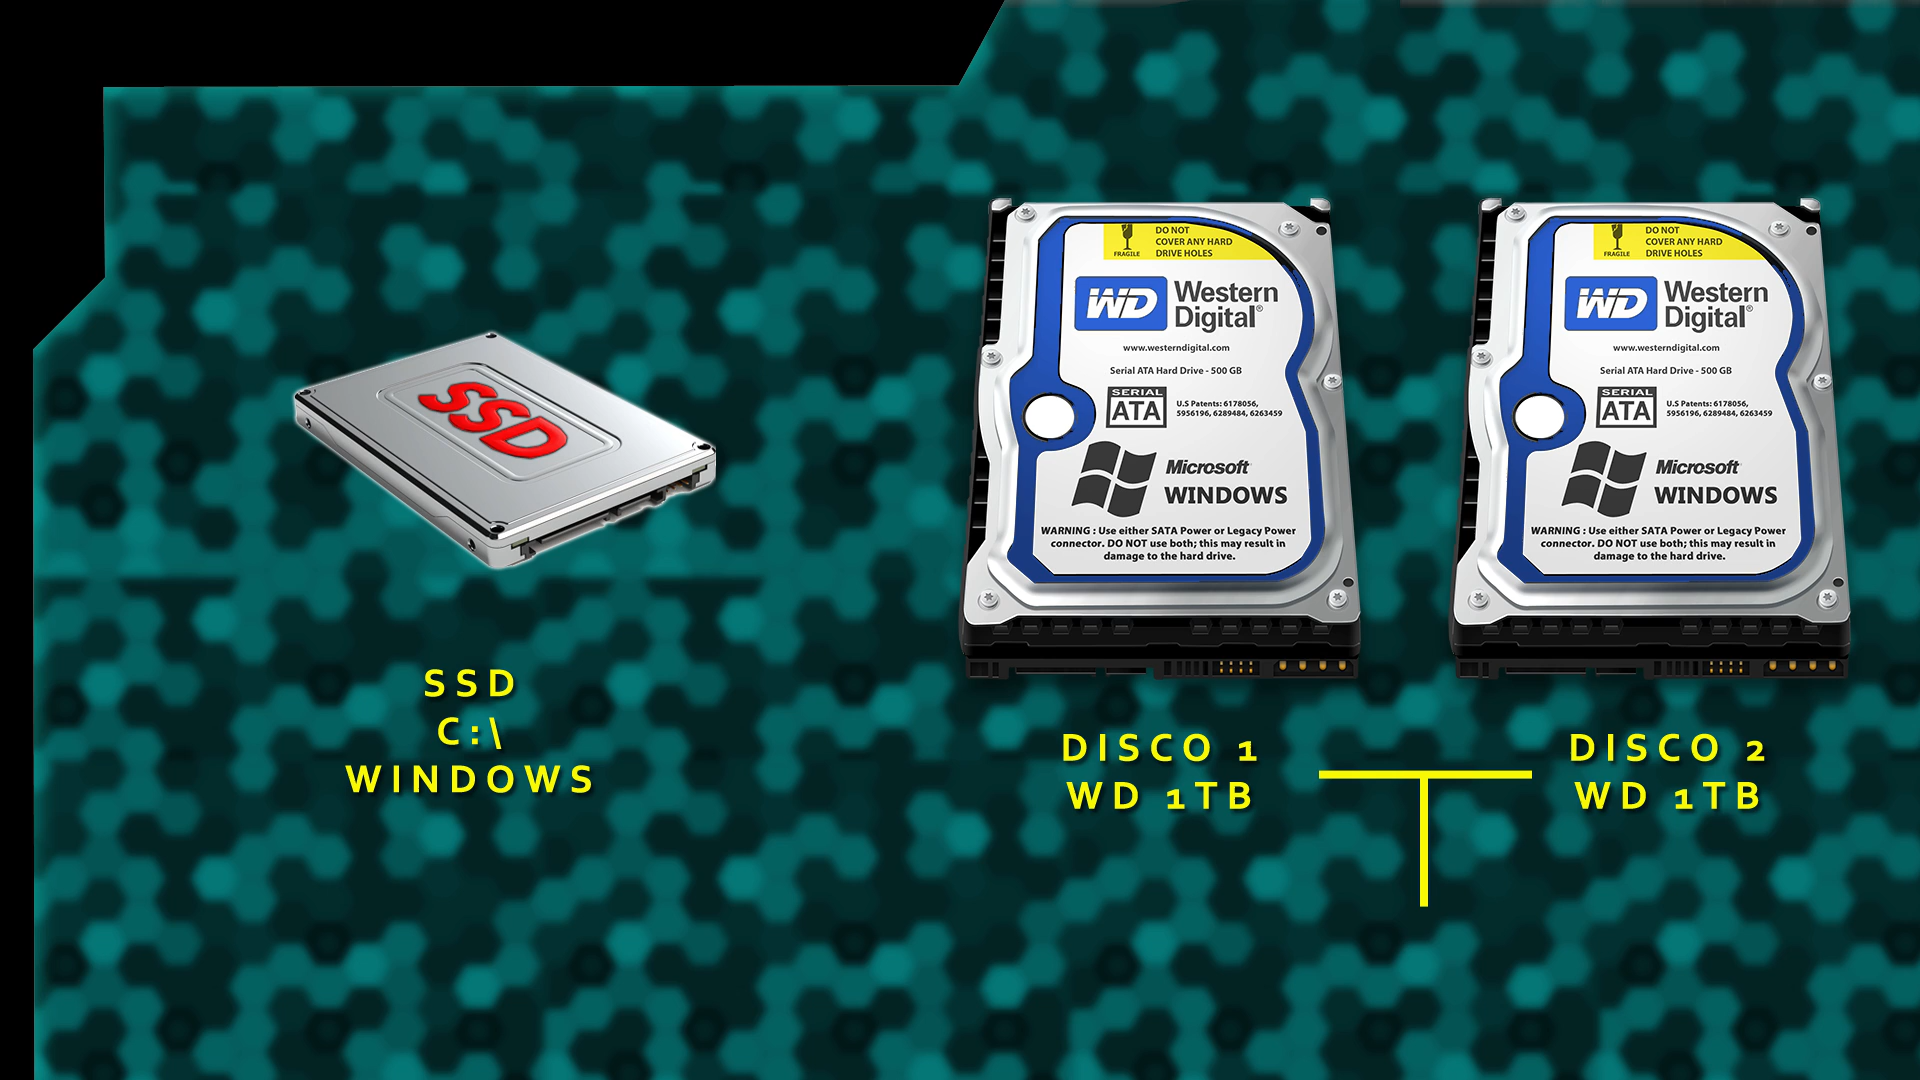 SSD
SSD
C:\
WINDOWS
FRAGILE
DO NOT
COVER ANY HARD
DRIVE HOLES
WD Western
Digital®
www.westerndigital.com
Serial ATA Hard Drive - 500 GB
SERIAL
ATA
U.S Patents: 6178056,
5956196, 6289484, 6263459
Microsoft
WINDOWS
WARNING : Use either SATA Power or Legacy Power
connector. DO NOT use both; this may result in
damage to the hard drive.
DISCO 1
WD 1TB
FRAGILE
DO NOT
COVER ANY HARD
DRIVE HOLES
WD Western
Digital®
www.westerndigital.com
Serial ATA Hard Drive - 500 GB
SERIAL
ATA
U.S Patents: 6178056,
5956196, 6289484, 6263459
Microsoft
WINDOWS
WARNING : Use either SATA Power or Legacy Power
connector. DO NOT use both; this may result in
damage to the hard drive.
DISCO 2
WD 1TB